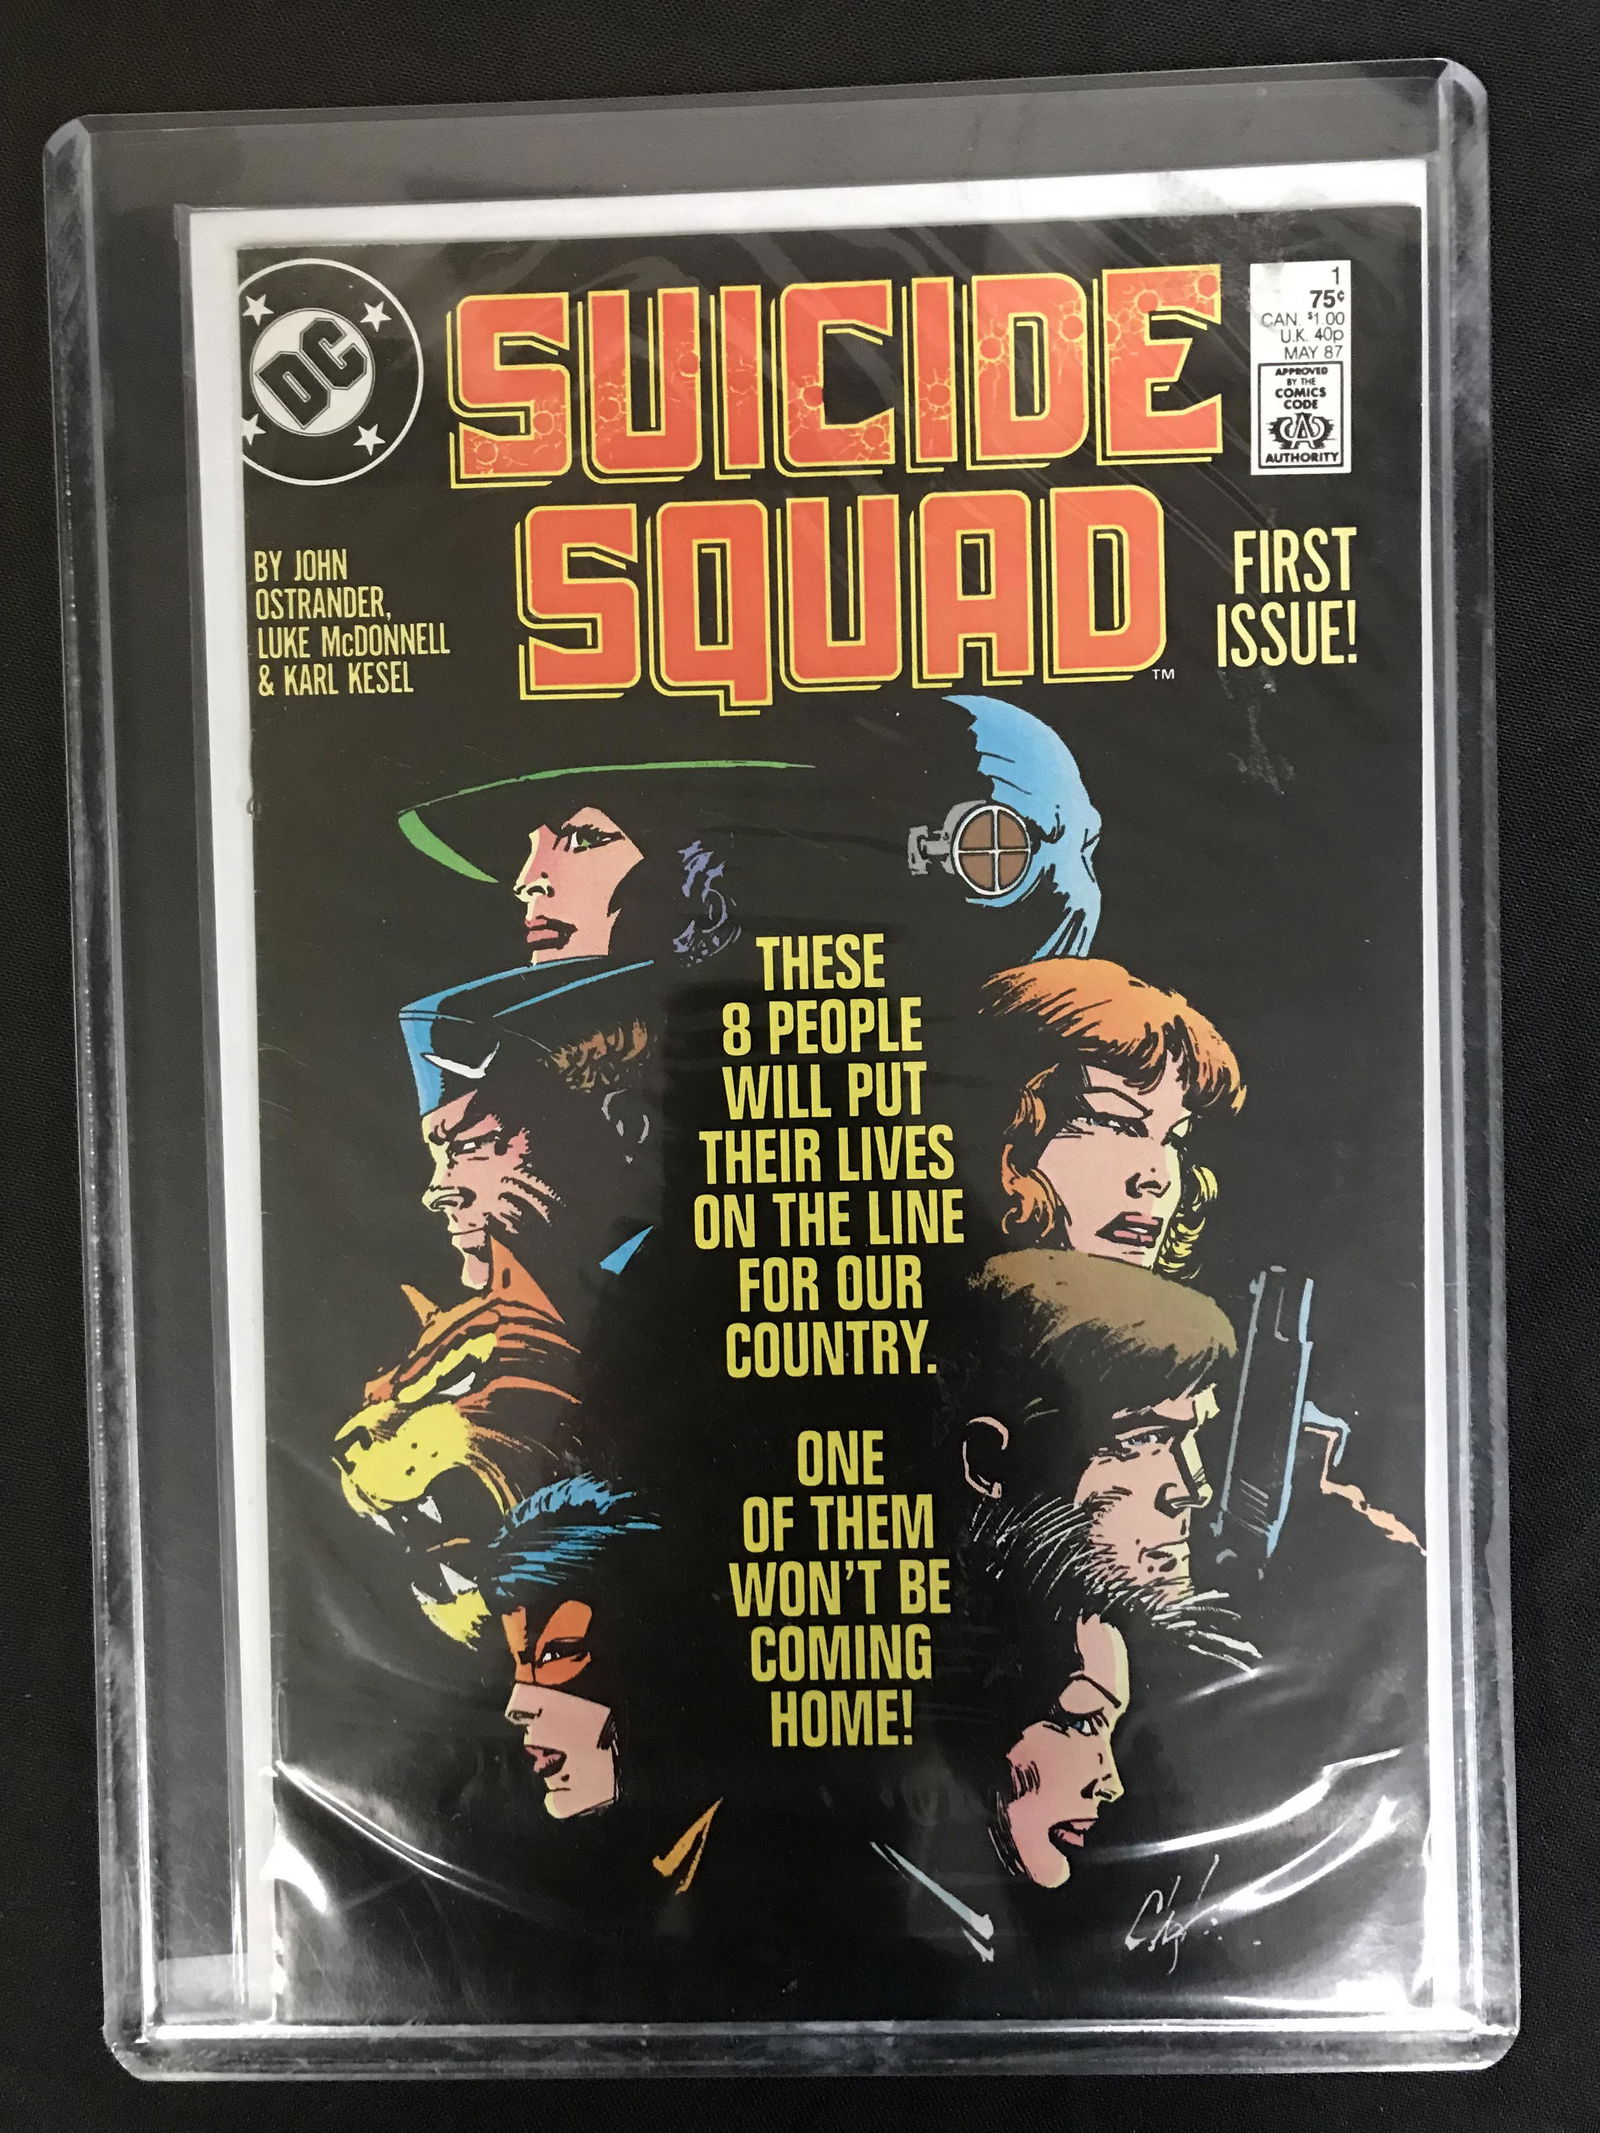 DC
SUICIDE
SQUAD
TM
1
75¢
CAN. $1.00
U.K. 40p
MAY 87
APPROVED
BY THE
COMICS
CODE
CA
AUTHORITY
BY JOHN
OSTRANDER,
LUKE McDONNELL
& KARL KESEL
FIRST
ISSUE!
THESE
8 PEOPLE
WILL PUT
THEIR LIVES
ON THE LINE
FOR OUR
COUNTRY.
ONE
OF THEM
WON'T BE
COMING
HOME!